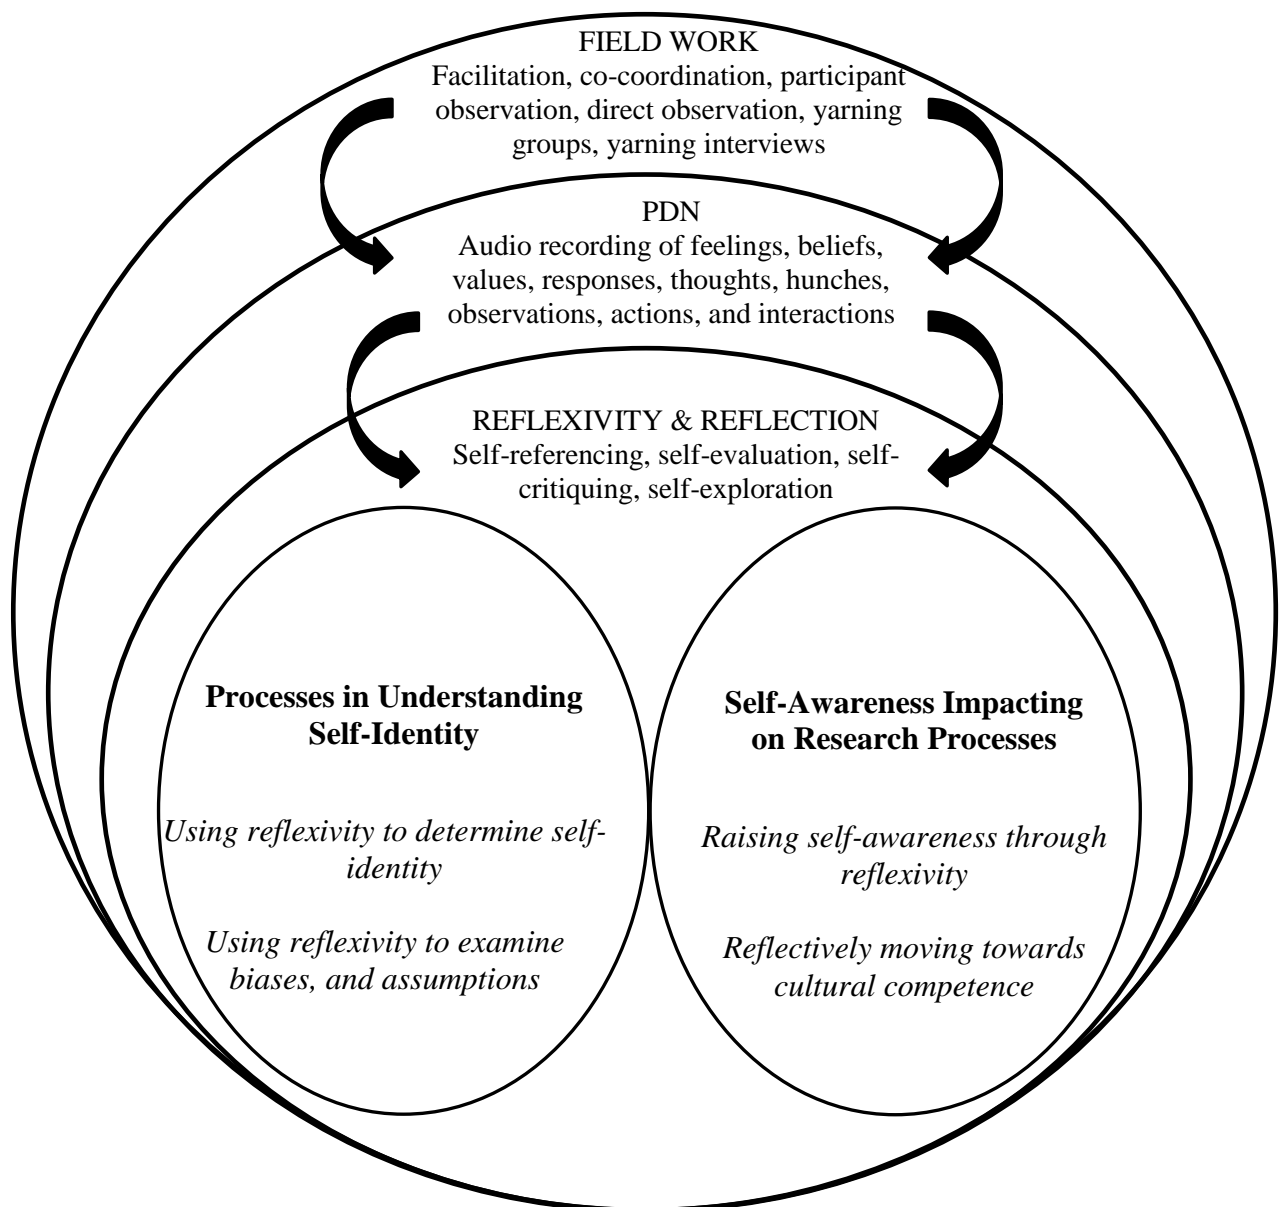 FIELD WORK
Facilitation, co-coordination, participant
observation, direct observation, yarning
groups, yarning interviews
PDN
Audio recording of feelings, beliefs,
values, responses, thoughts, hunches,
observations, actions, and interactions
REFLEXIVITY & REFLECTION
Self-referencing, self-evaluation, self-
critiquing, self-exploration
Processes in Understanding
Self-Identity
Using reflexivity to determine self-
identity
Using reflexivity to examine
biases, and assumptions
Self-Awareness Impacting
on Research Processes
Raising self-awareness through
reflexivity
Reflectively moving towards
cultural competence